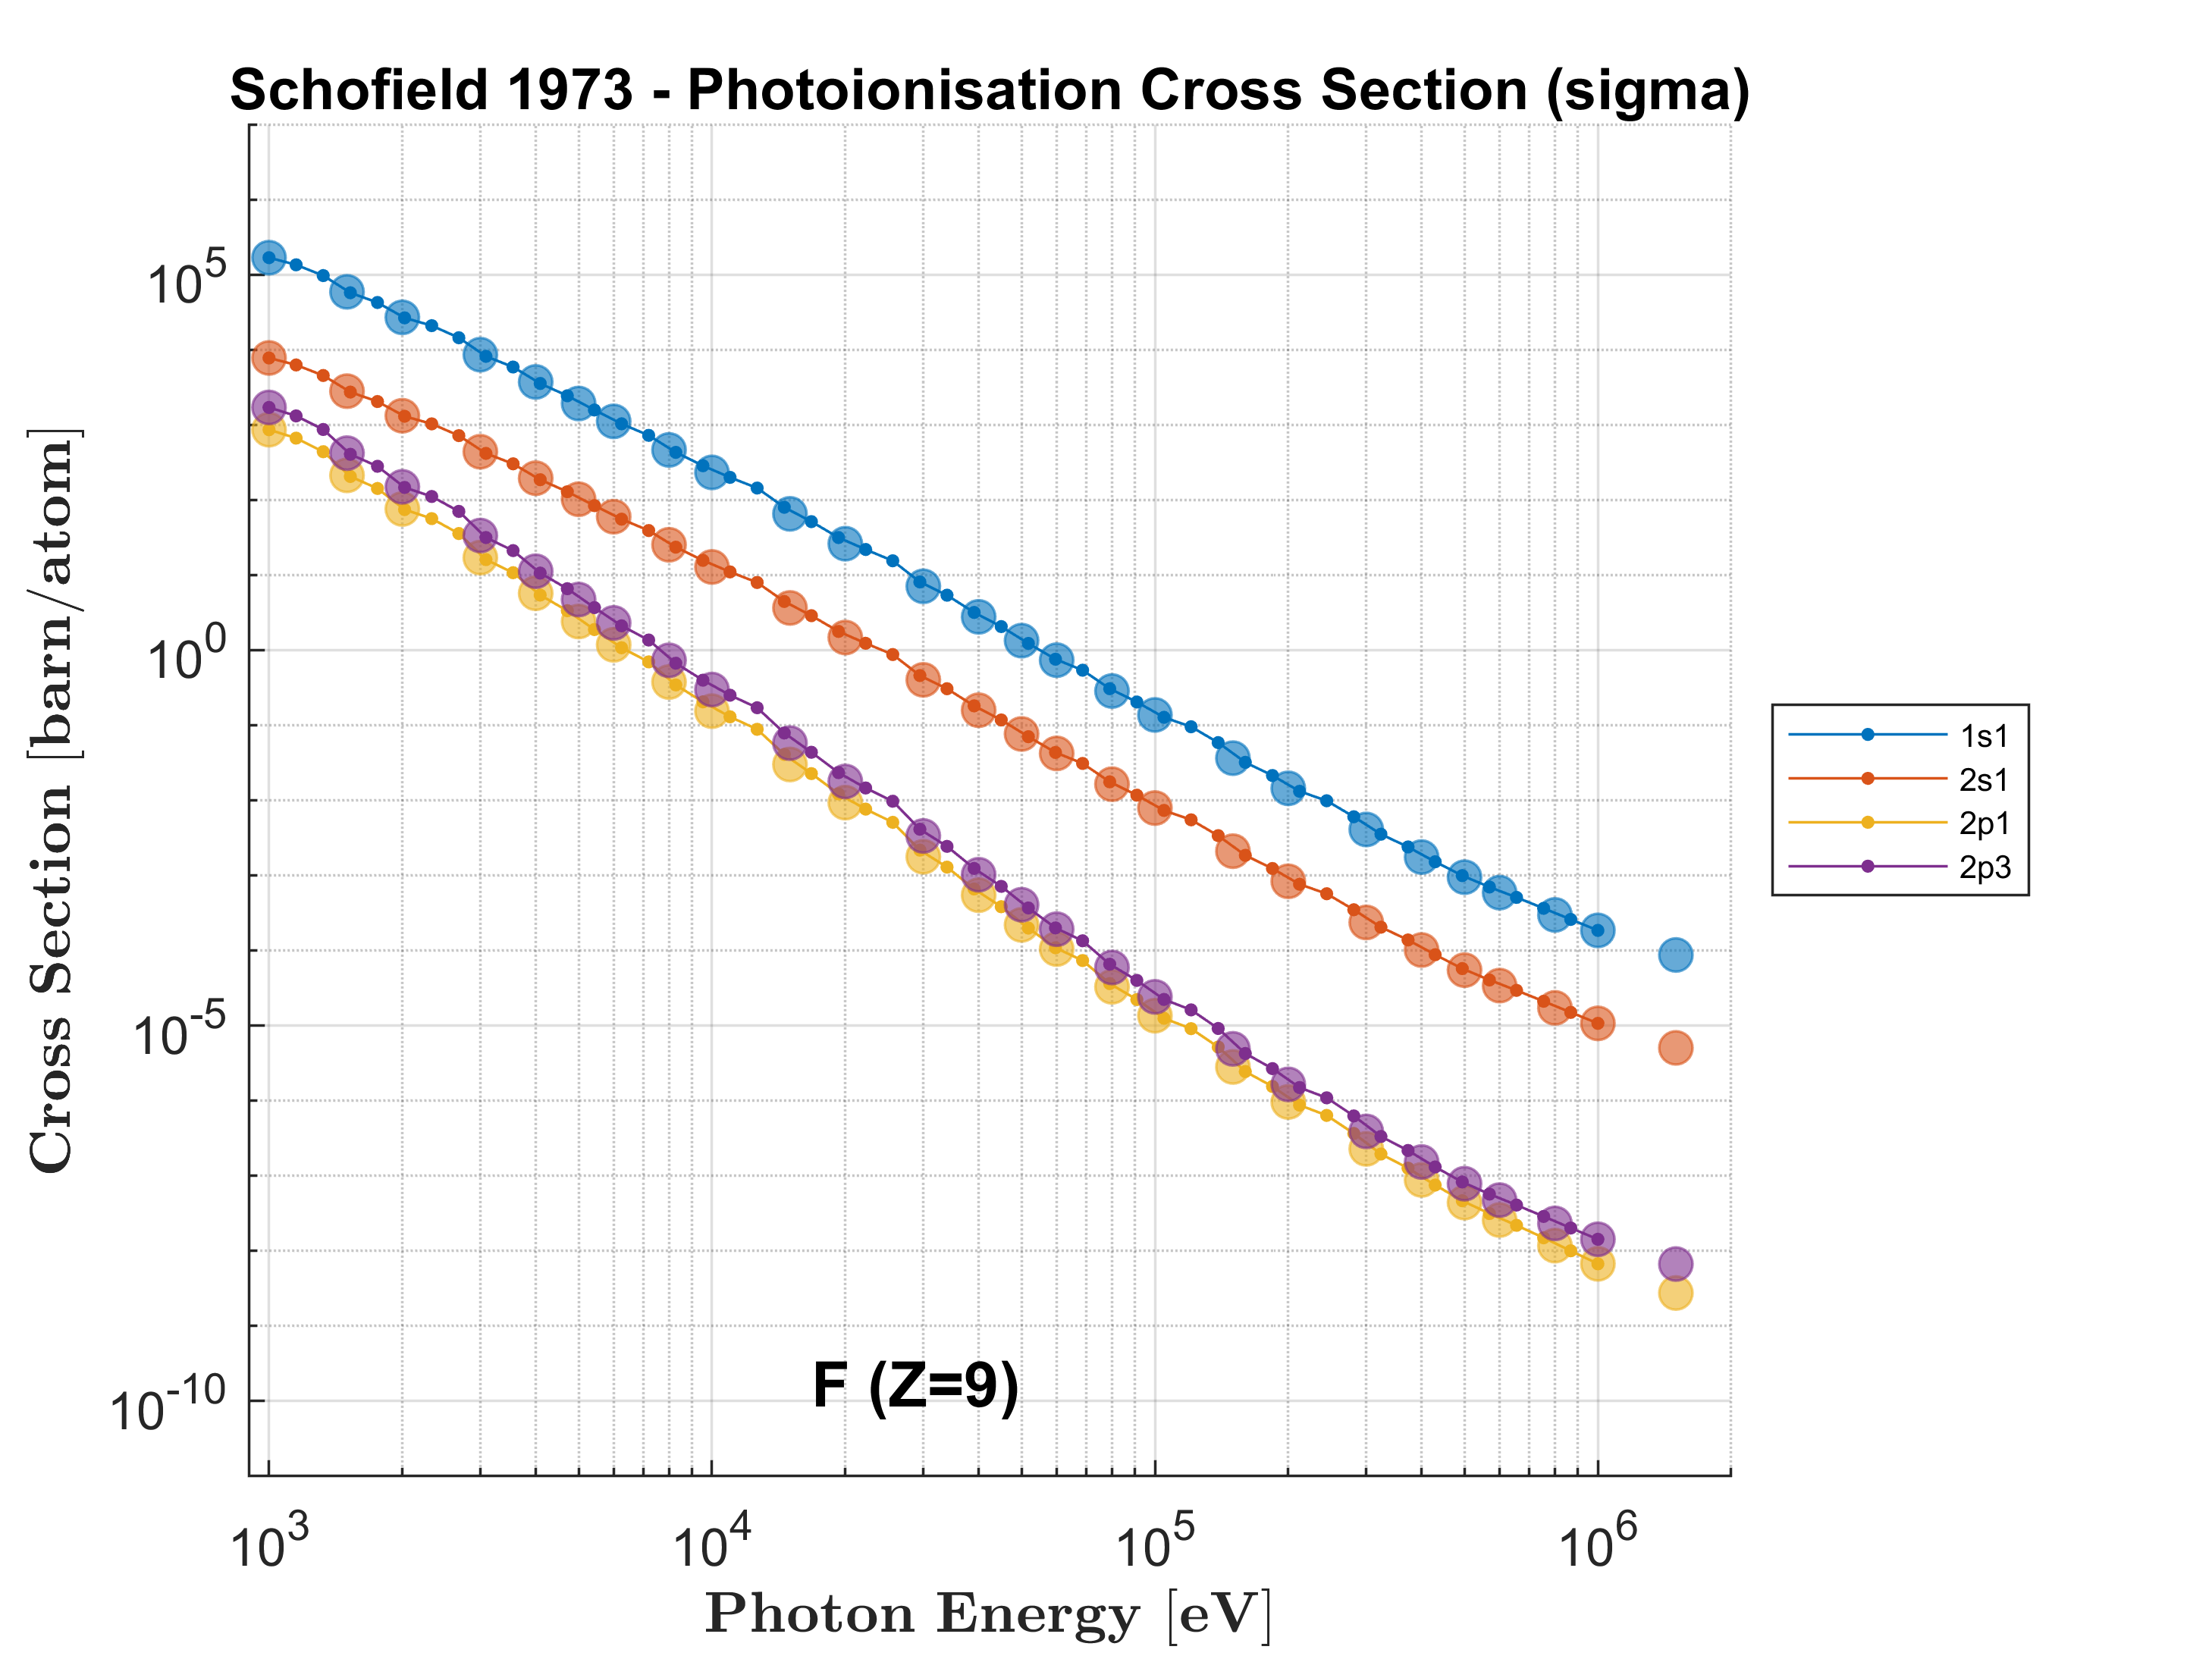 Schofield 1973 - Photoionisation Cross Section (sigma)
Cross Section [barn/atom]
10^5
10^0
10^-5
10^-10
1s1
2s1
2p1
2p3
F (Z=9)
10^3 10^4 10^5 10^6
Photon Energy [eV]